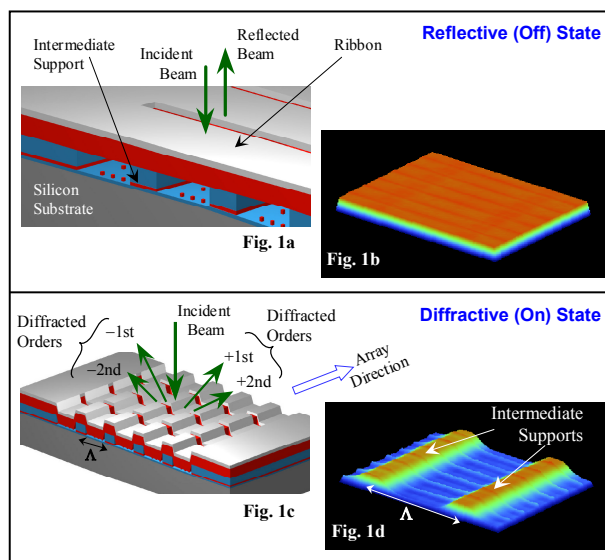 Reflective (Off) State
Intermediate
Support
Incident
Beam
Reflected
Beam
Ribbon
Silicon
Substrate
Fig. 1a
Fig. 1b
Diffractive (On) State
Diffracted
Orders
−1st
−2nd
Incident
Beam
Diffracted
Orders
+1st
+2nd
Array
Direction
Λ
Fig. 1c
Intermediate
Supports
Λ
Fig. 1d